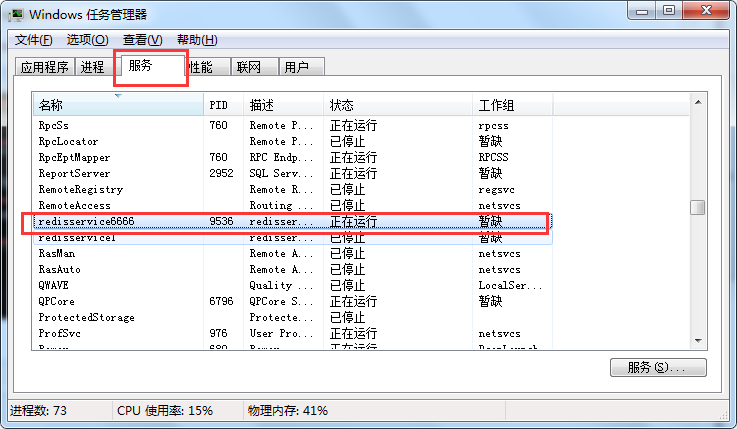 Windows 任务管理器
文件(F) 选项(O) 查看(V) 帮助(H)
应用程序 进程 服务 性能 联网 用户
名称 PID 描述 状态 工作组
RpcSs 760 Remote P... 正在运行 rpcss
RpcLocator Remote P... 已停止 暂缺
RpcEptMapper 760 RPC Endp... 正在运行 RPCSS
ReportServer 2952 SQL Serv... 正在运行 暂缺
RemoteRegistry Remote R... 已停止 regsvc
RemoteAccess Routing ... 已停止 netsvcs
redisservice6666 9536 redisser... 正在运行 暂缺
redisservice1 redisser... 已停止 暂缺
RasMan Remote A... 已停止 netsvcs
RasAuto Remote A... 已停止 netsvcs
QWAVE Quality ... 已停止 LocalSer...
QPCore 6796 QPCore S... 正在运行 暂缺
ProtectedStorage Protecte... 已停止
ProfSvc 976 User Pro... 正在运行 netsvcs
服务(S)...
进程数: 73 CPU 使用率: 15% 物理内存: 41%